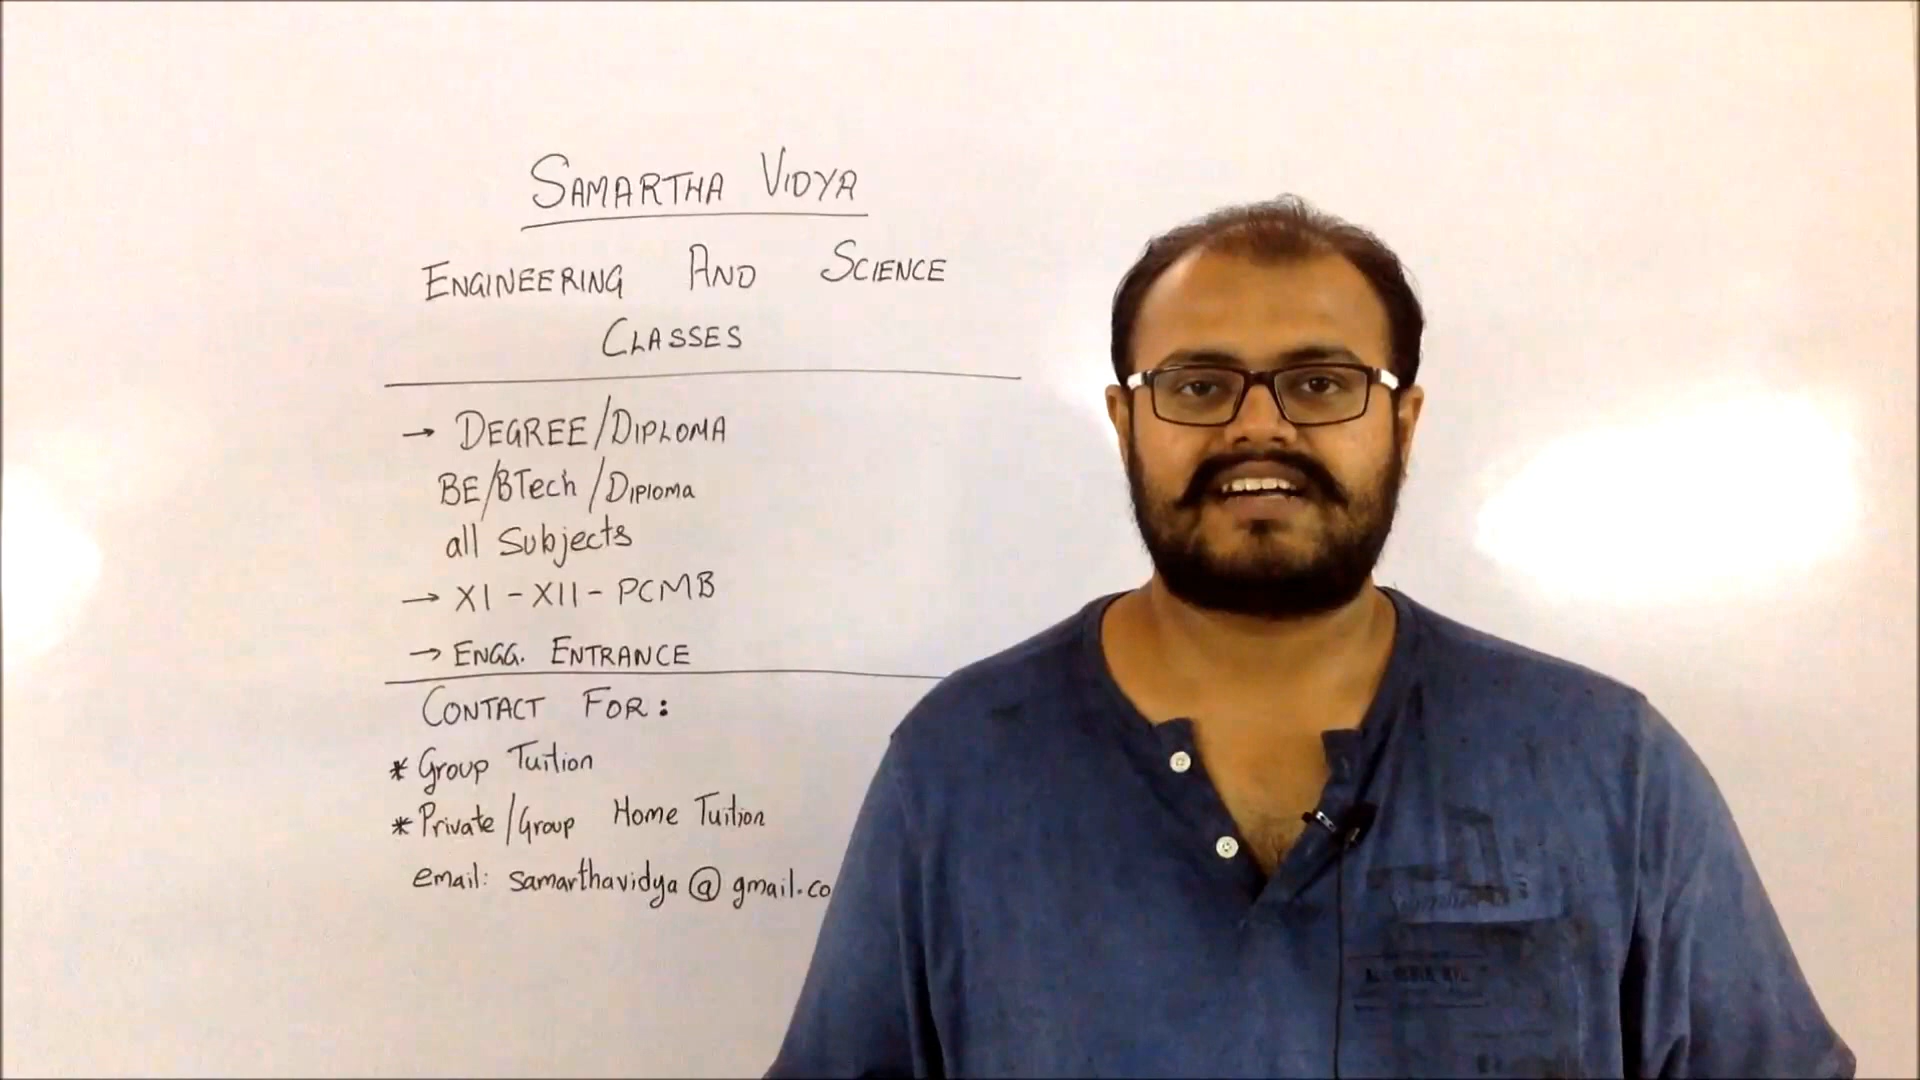 SAMARTHA VIDYA
ENGINEERING AND SCIENCE
CLASSES
→ DEGREE/DIPLOMA
BE/BTech/Diploma
all Subjects
→ XI-XII-PCMB
→ ENGG. ENTRANCE
CONTACT FOR:
* Group Tuition
* Private/Group Home Tuition
email: samarthavidya@gmail.co